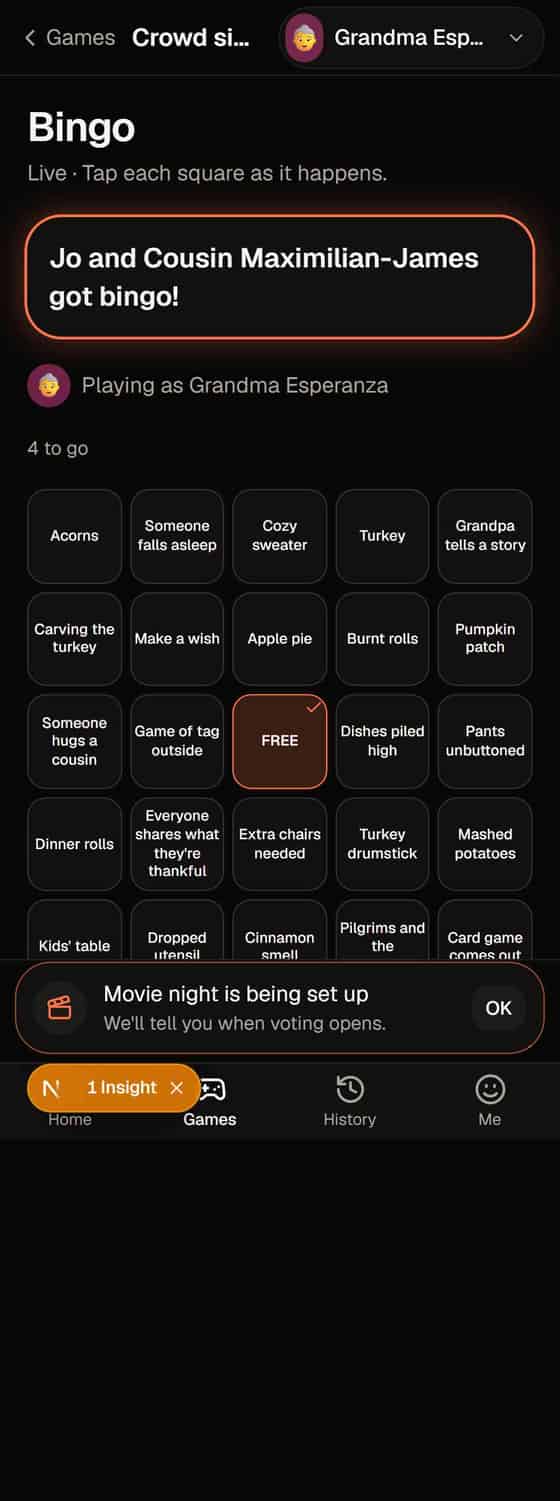 Games
Crowd si...
Grandma Esp...
Bingo
Live · Tap each square as it happens.
Jo and Cousin Maximilian-James
got bingo!
Playing as Grandma Esperanza
4 to go
Acorns
Someone
falls asleep
Cozy
sweater
Turkey
Grandpa
tells a story
Carving the
turkey
Make a wish
Apple pie
Burnt rolls
Pumpkin
patch
Someone
hugs a
cousin
Game of tag
outside
FREE
Dishes piled
high
Pants
unbuttoned
Dinner rolls
Everyone
shares what
they're
thankful
Extra chairs
needed
Turkey
drumstick
Mashed
potatoes
Kids' table
Dropped
utensil
Cinnamon
smell
Pilgrims and
the
Card game
comes out
Movie night is being set up
We'll tell you when voting opens.
OK
N
1 Insight
Home
Games
History
Me